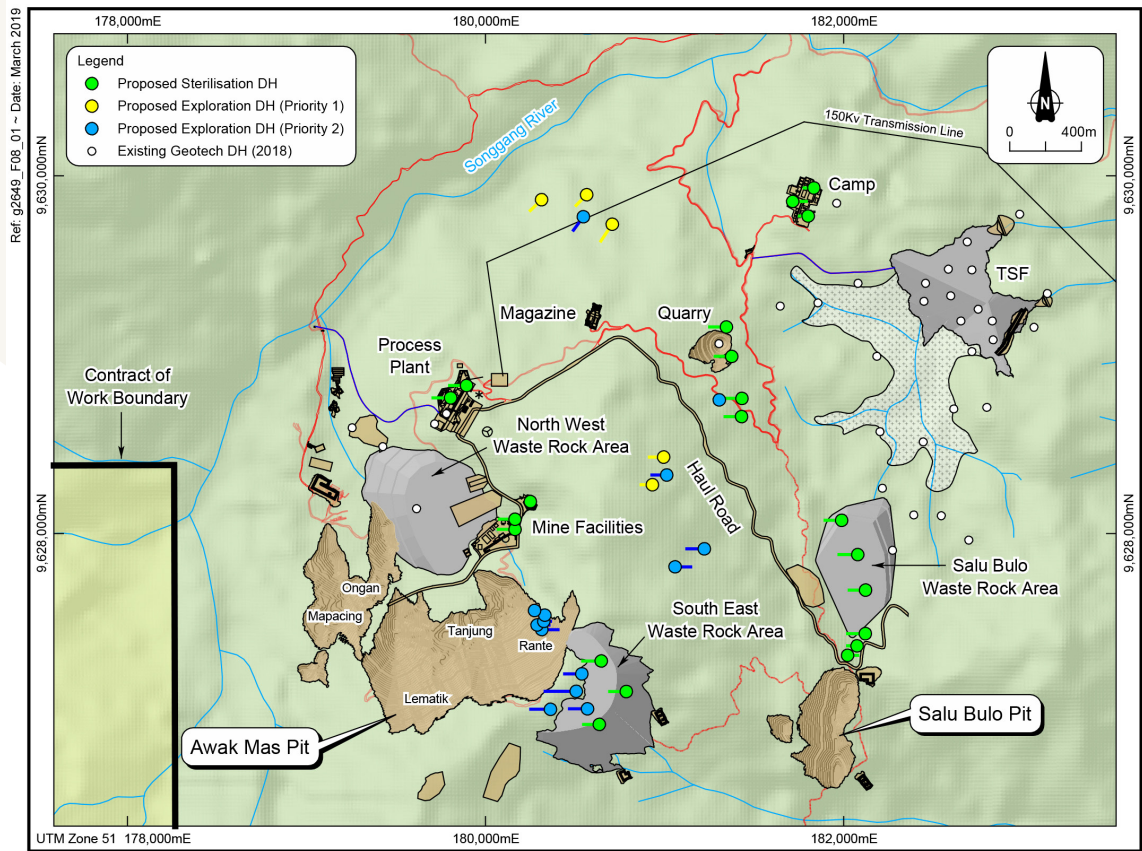 Ref: g2649_F08_01 ~ Date: March 2019
178,000mE
180,000mE
182,000mE
Legend
Proposed Sterilisation DH
Proposed Exploration DH (Priority 1)
Proposed Exploration DH (Priority 2)
Existing Geotech DH (2018)
Songgang River
150Kv Transmission Line
N
0
400m
9,630,000mN
9,630,000mN
Camp
TSF
Magazine
Quarry
Process
Plant
Contract of
Work Boundary
North West
Waste Rock Area
Haul Road
Mine Facilities
9,628,000mN
9,628,000mN
Salu Bulo
Waste Rock Area
Ongan
Mapacing
Tanjung
Rante
South East
Waste Rock Area
Lematik
Salu Bulo Pit
Awak Mas Pit
UTM Zone 51
178,000mE
180,000mE
182,000mE